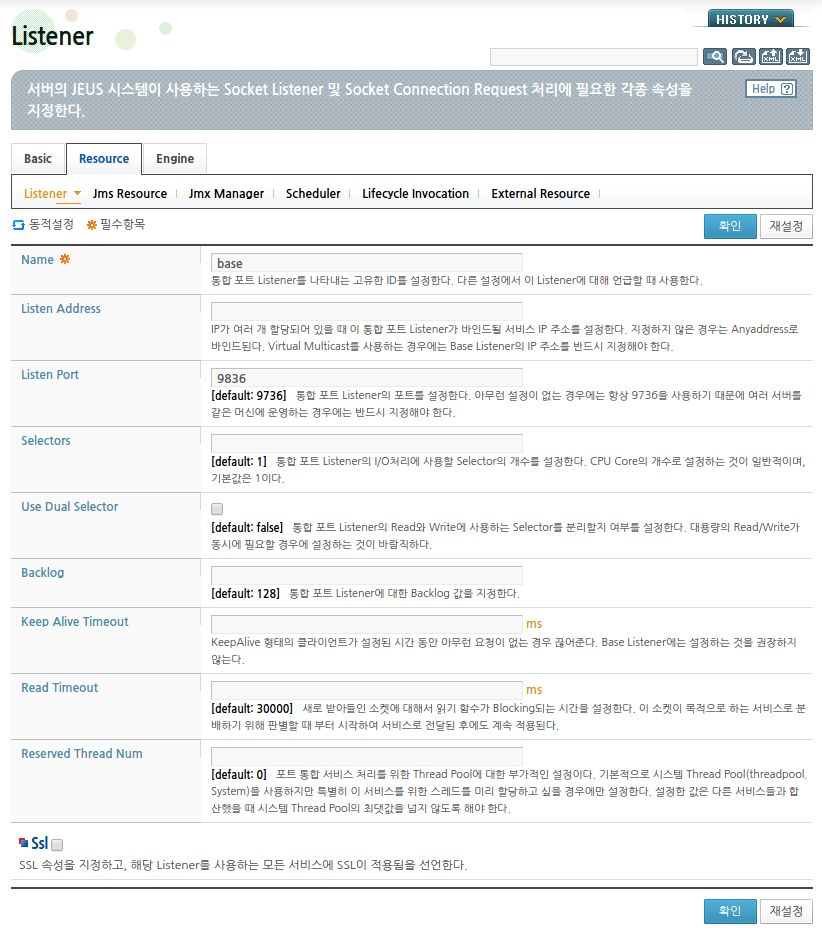 HISTORY
Listener
서버의 JEUS 시스템이 사용하는 Socket Listener 및 Socket Connection Request 처리에 필요한 각종 속성을
지정한다.
Help ?
Basic Resource Engine
Listener Jms Resource Jmx Manager Scheduler Lifecycle Invocation External Resource
동적설정 필수항목
확인 재설정
Name
base
통합 포트 Listener를 나타내는 고유한 ID를 설정한다. 다른 설정에서 이 Listener에 대해 언급할 때 사용한다.
Listen Address
IP가 여러 개 할당되어 있을 때 이 통합 포트 Listener가 바인드될 서비스 IP 주소를 설정한다. 지정하지 않은 경우는 Anyaddress로
바인드된다. Virtual Multicast를 사용하는 경우에는 Base Listener의 IP 주소를 반드시 지정해야 한다.
Listen Port
9836
[default: 9736] 통합 포트 Listener의 포트를 설정한다. 아무런 설정이 없는 경우에는 항상 9736을 사용하기 때문에 여러 서버를
같은 머신에 운영하는 경우에는 반드시 지정해야 한다.
Selectors
[default: 1] 통합 포트 Listener의 I/O처리에 사용할 Selector의 개수를 설정한다. CPU Core의 개수로 설정하는 것이 일반적이며,
기본값은 1이다.
Use Dual Selector
[default: false] 통합 포트 Listener의 Read와 Write에 사용하는 Selector를 분리할지 여부를 설정한다. 대용량의 Read/Write가
동시에 필요할 경우에 설정하는 것이 바람직하다.
Backlog
[default: 128] 통합 포트 Listener에 대한 Backlog 값을 지정한다.
Keep Alive Timeout
ms
KeepAlive 형태의 클라이언트가 설정된 시간 동안 아무런 요청이 없는 경우 끊어준다. Base Listener에는 설정하는 것을 권장하지
않는다.
Read Timeout
ms
[default: 30000] 새로 받아들인 소켓에 대해서 읽기 함수가 Blocking되는 시간을 설정한다. 이 소켓이 목적으로 하는 서비스로 분
배하기 위해 판별할 때 부터 시작하여 서비스로 전달된 후에도 계속 적용된다.
Reserved Thread Num
[default: 0] 포트 통합 서비스 처리를 위한 Thread Pool에 대한 부가적인 설정이다. 기본적으로 시스템 Thread Pool(threadpool.
System)을 사용하지만 특별히 이 서비스를 위한 스레드를 미리 할당하고 싶을 경우에만 설정한다. 설정한 값은 다른 서비스들과 합
산했을 때 시스템 Thread Pool의 최댓값을 넘지 않도록 해야 한다.
Ssl
SSL 속성을 지정하고, 해당 Listener를 사용하는 모든 서비스에 SSL이 적용됨을 선언한다.
확인 재설정